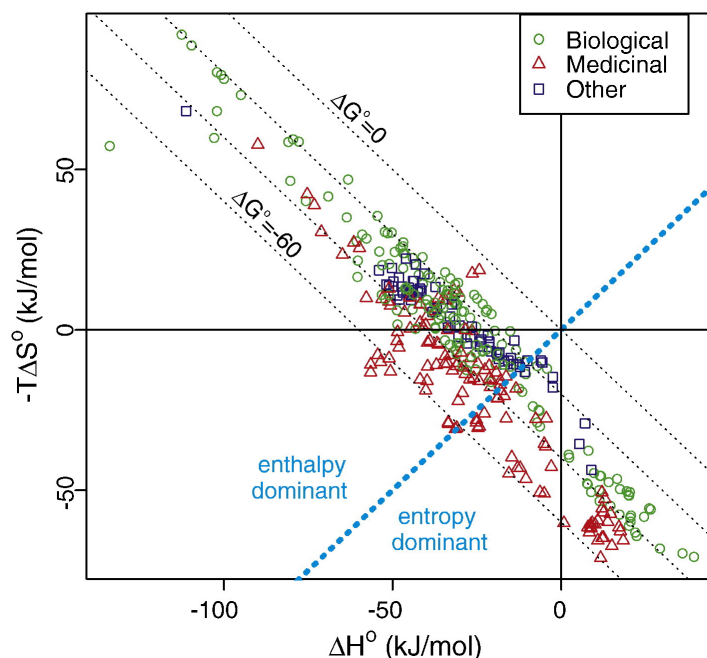 Biological
Medicinal
Other
ΔG°=0
ΔG°=-60
50
0
-50
-TΔS° (kJ/mol)
enthalpy
dominant
entropy
dominant
-100
-50
0
ΔH° (kJ/mol)